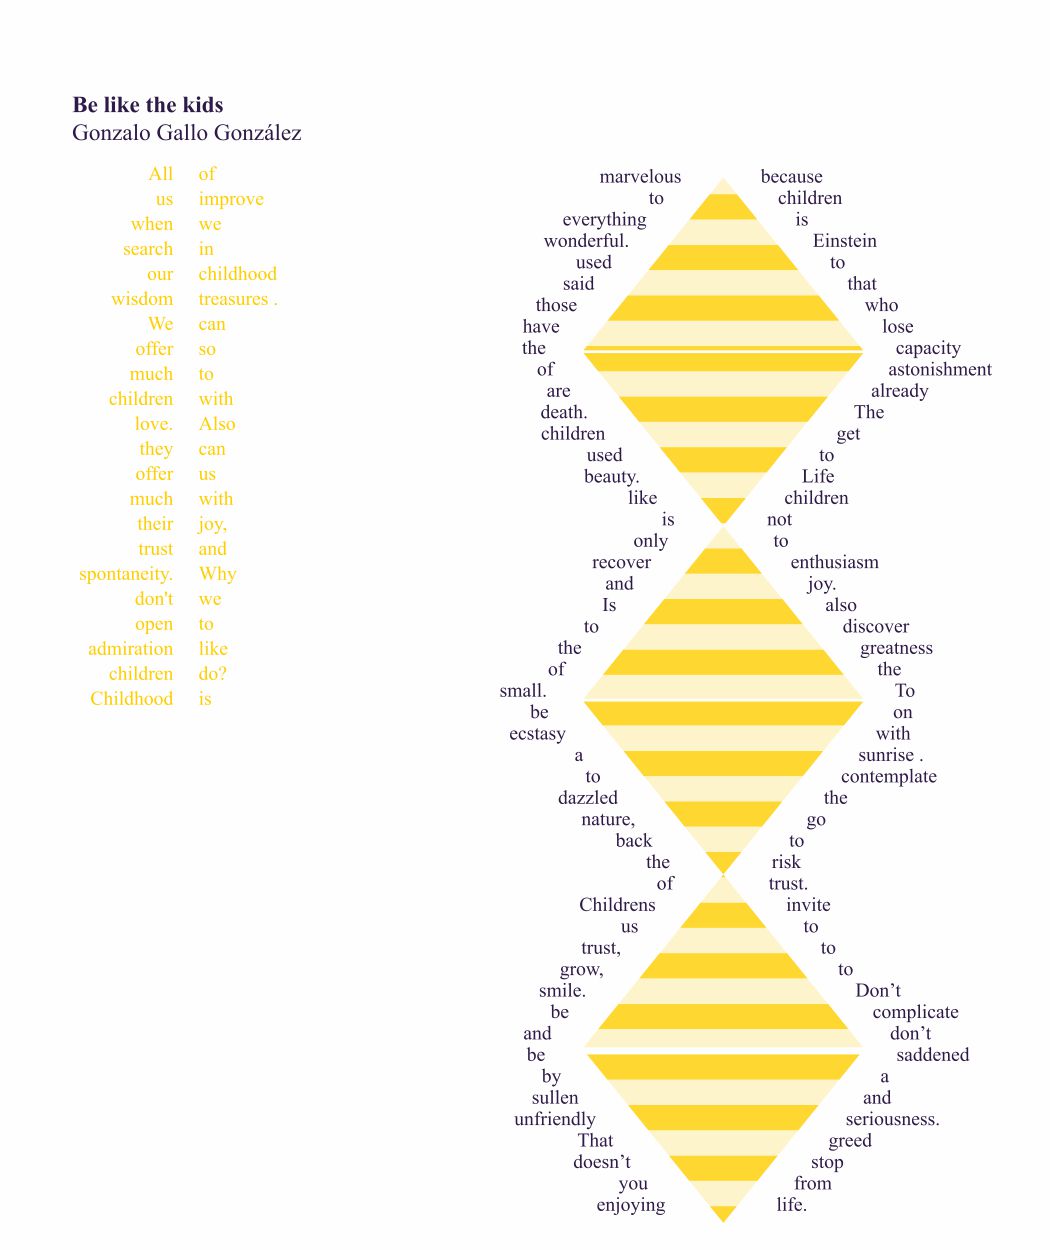 Be like the kids
Gonzalo Gallo González
All of
us improve
when we
search in
our childhood
wisdom treasures .
We can
offer so
much to
children with
love. Also
they can
offer us
much with
their joy,
trust and
spontaneity. Why
don't we
open to
admiration like
children do?
Childhood is
marvelous because
to children
everything is
wonderful. Einstein
used to
said that
those who
have lose
the capacity
of astonishment
are already
death. The
children get
used to
beauty. Life
like children
is not
only to
recover enthusiasm
and joy.
Is also
to discover
the greatness
of the
small. To
be on
ecstasy with
a sunrise .
to contemplate
dazzled the
nature, go
back to
the risk
of trust.
Childrens invite
us to
trust, to
grow, to
smile. Don’t
be complicate
and don’t
be saddened
by a
sullen and
unfriendly seriousness.
That greed
doesn’t stop
you from
enjoying life.